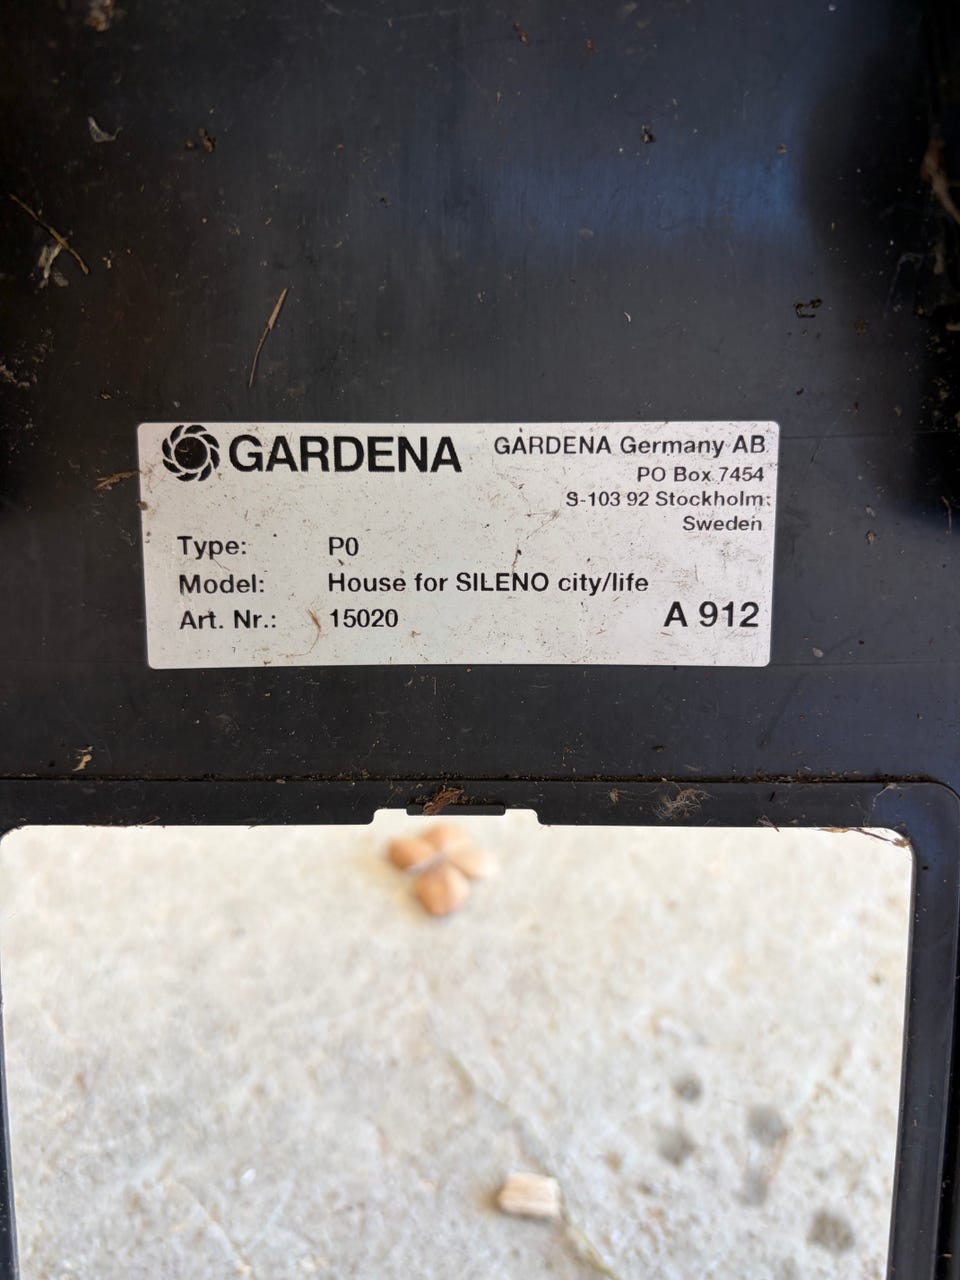 GARDENA
GARDENA Germany AB
PO Box 7454
S-103 92 Stockholm
Sweden
Type: P0
Model: House for SILENO city/life
Art. Nr.: 15020
A 912